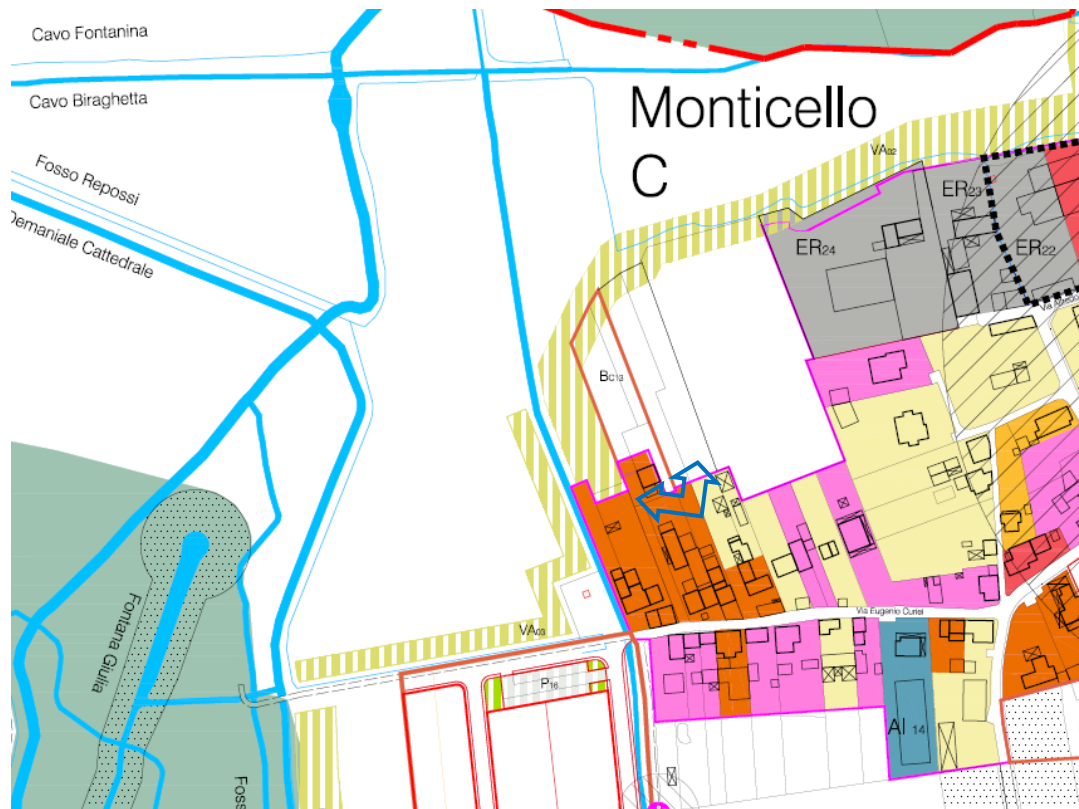 Cavo Fontanina
Cavo Biraghetta
Monticello
C
Fosso Repossi
Demaniale Cattedrale
VA02
ER23
ER24
ER22
BC13
Fontana Giulia
Via Eugenio Curiel
VA03
P16
AI 14